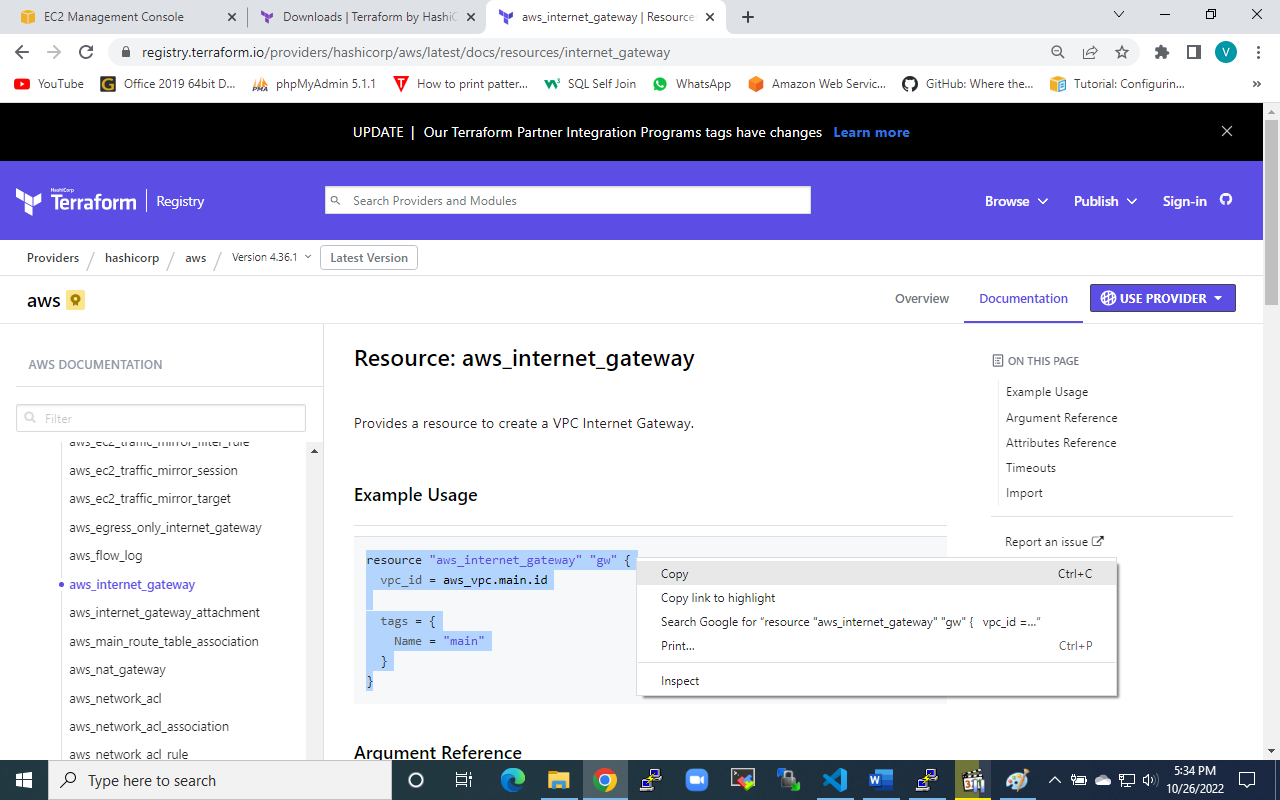 EC2 Management Console
Downloads | Terraform by HashiC
aws_internet_gateway | Resource
registry.terraform.io/providers/hashicorp/aws/latest/docs/resources/internet_gateway
V
YouTube
Office 2019 64bit D...
phpMyAdmin 5.1.1
How to print patter...
SQL Self Join
WhatsApp
Amazon Web Servic...
GitHub: Where the...
Tutorial: Configurin...
»
UPDATE | Our Terraform Partner Integration Programs tags have changes Learn more
HashiCorp
Terraform
Registry
Search Providers and Modules
Browse
Publish
Sign-in
Providers / hashicorp / aws / Version 4.36.1
Latest Version
aws
Overview
Documentation
USE PROVIDER
AWS DOCUMENTATION
Filter
aws_ec2_traffic_mirror_filter_rule
aws_ec2_traffic_mirror_session
aws_ec2_traffic_mirror_target
aws_egress_only_internet_gateway
aws_flow_log
aws_internet_gateway
aws_internet_gateway_attachment
aws_main_route_table_association
aws_nat_gateway
aws_network_acl
aws_network_acl_association
aws_network_acl_rule
Resource: aws_internet_gateway
Provides a resource to create a VPC Internet Gateway.
Example Usage
resource "aws_internet_gateway" "gw" {
vpc_id = aws_vpc.main.id
tags = {
Name = "main"
}
}
Argument Reference
Copy Ctrl+C
Copy link to highlight
Search Google for “resource "aws_internet_gateway" "gw" { vpc_id =...”
Print... Ctrl+P
Inspect
ON THIS PAGE
Example Usage
Argument Reference
Attributes Reference
Timeouts
Import
Report an issue
Type here to search
5:34 PM
10/26/2022